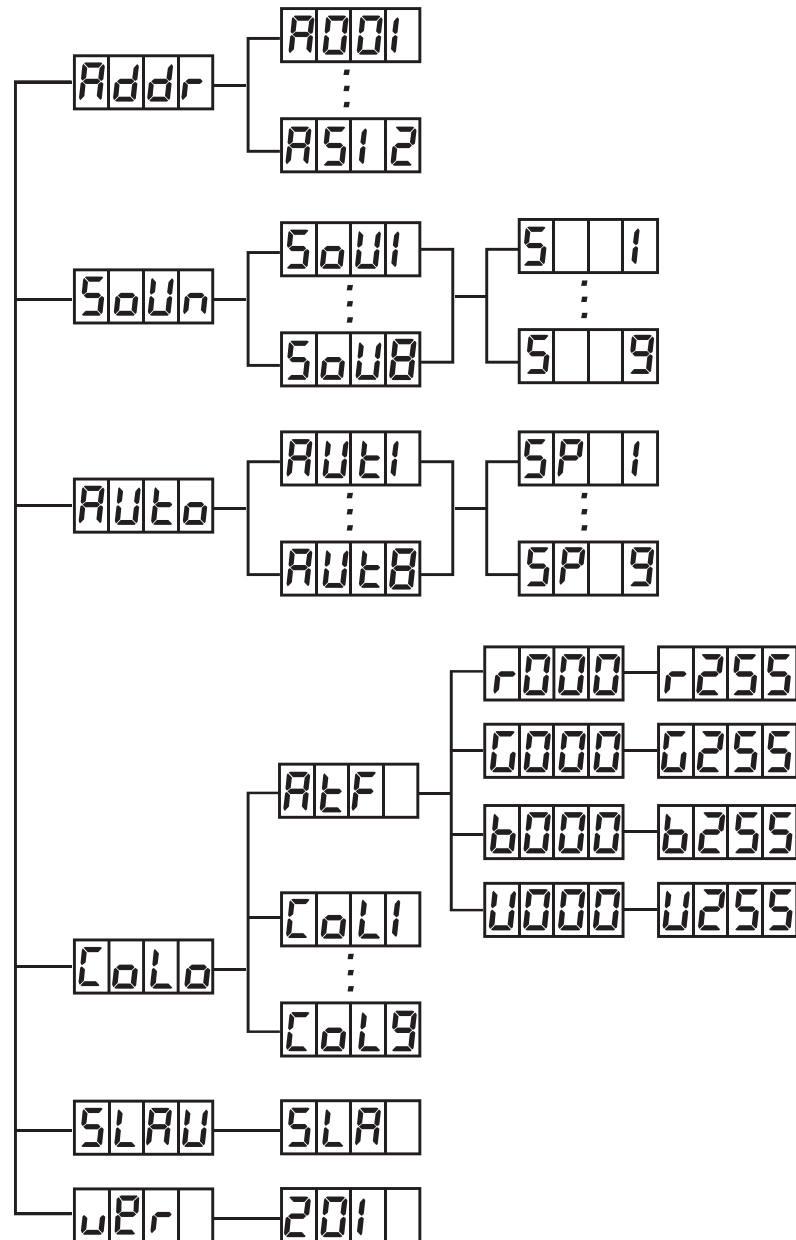 Addr
A001
A512
SoUn
SoU1
SoU8
S 1
S 9
AUto
AUt1
AUt8
SP 1
SP 9
CoLo
AtF
r000 r255
G000 G255
b000 b255
U000 U255
CoL1
CoL9
SLAU SLA
uer 201